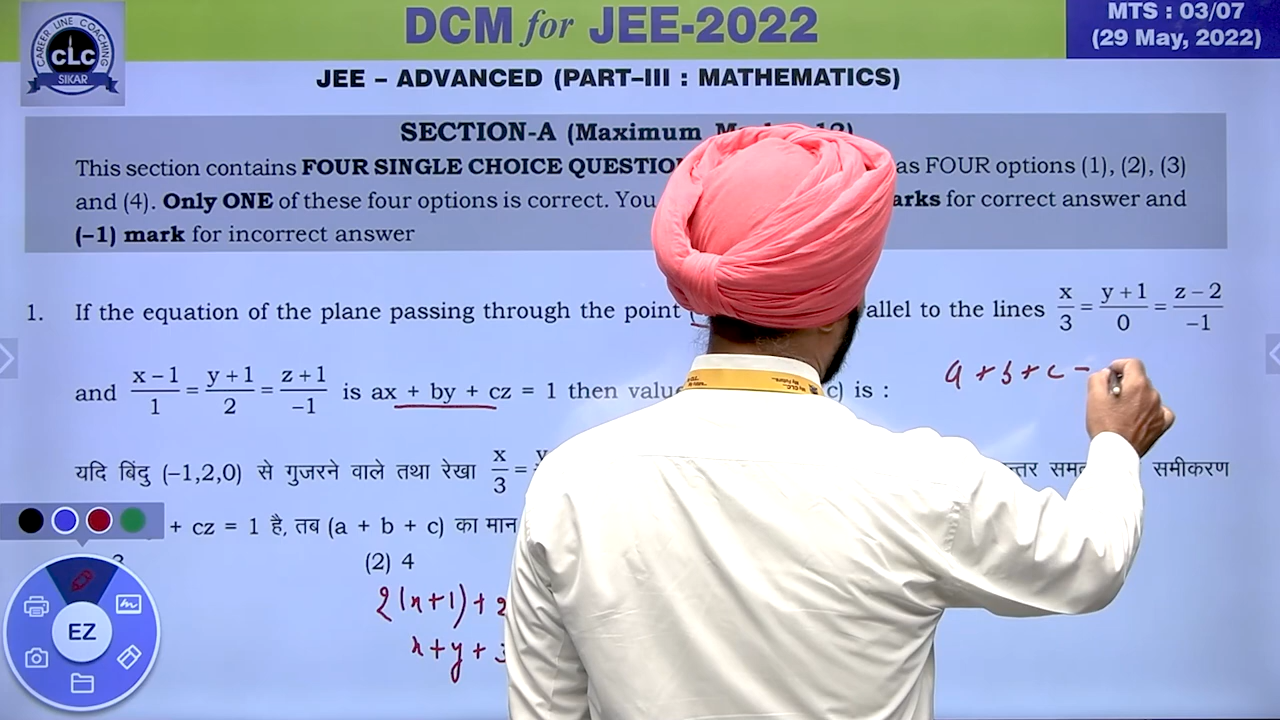 DCM for JEE-2022
MTS : 03/07
(29 May, 2022)
CAREER LINE COACHING
CLC
SIKAR
JEE – ADVANCED (PART–III : MATHEMATICS)
SECTION-A (Maximum 12)
This section contains FOUR SINGLE CHOICE as FOUR options (1), (2), (3)
and (4). Only ONE of these four options is correct. You for correct answer and
(–1) mark for incorrect answer
1. If the equation of the plane passing through the point to the lines x/3 = y+1/0 = z–2/–1
and x–1/1 = y+1/2 = z+1/–1 is ax + by + cz = 1 then c) is :
a + b + c =
यदि बिंदु (–1,2,0) से गुजरने वाले तथा रेखा x/3 = समीकरण
+ cz = 1 है, तब (a + b + c) का मान
(2) 4
2(x+1)+2
x+y+3
EZ